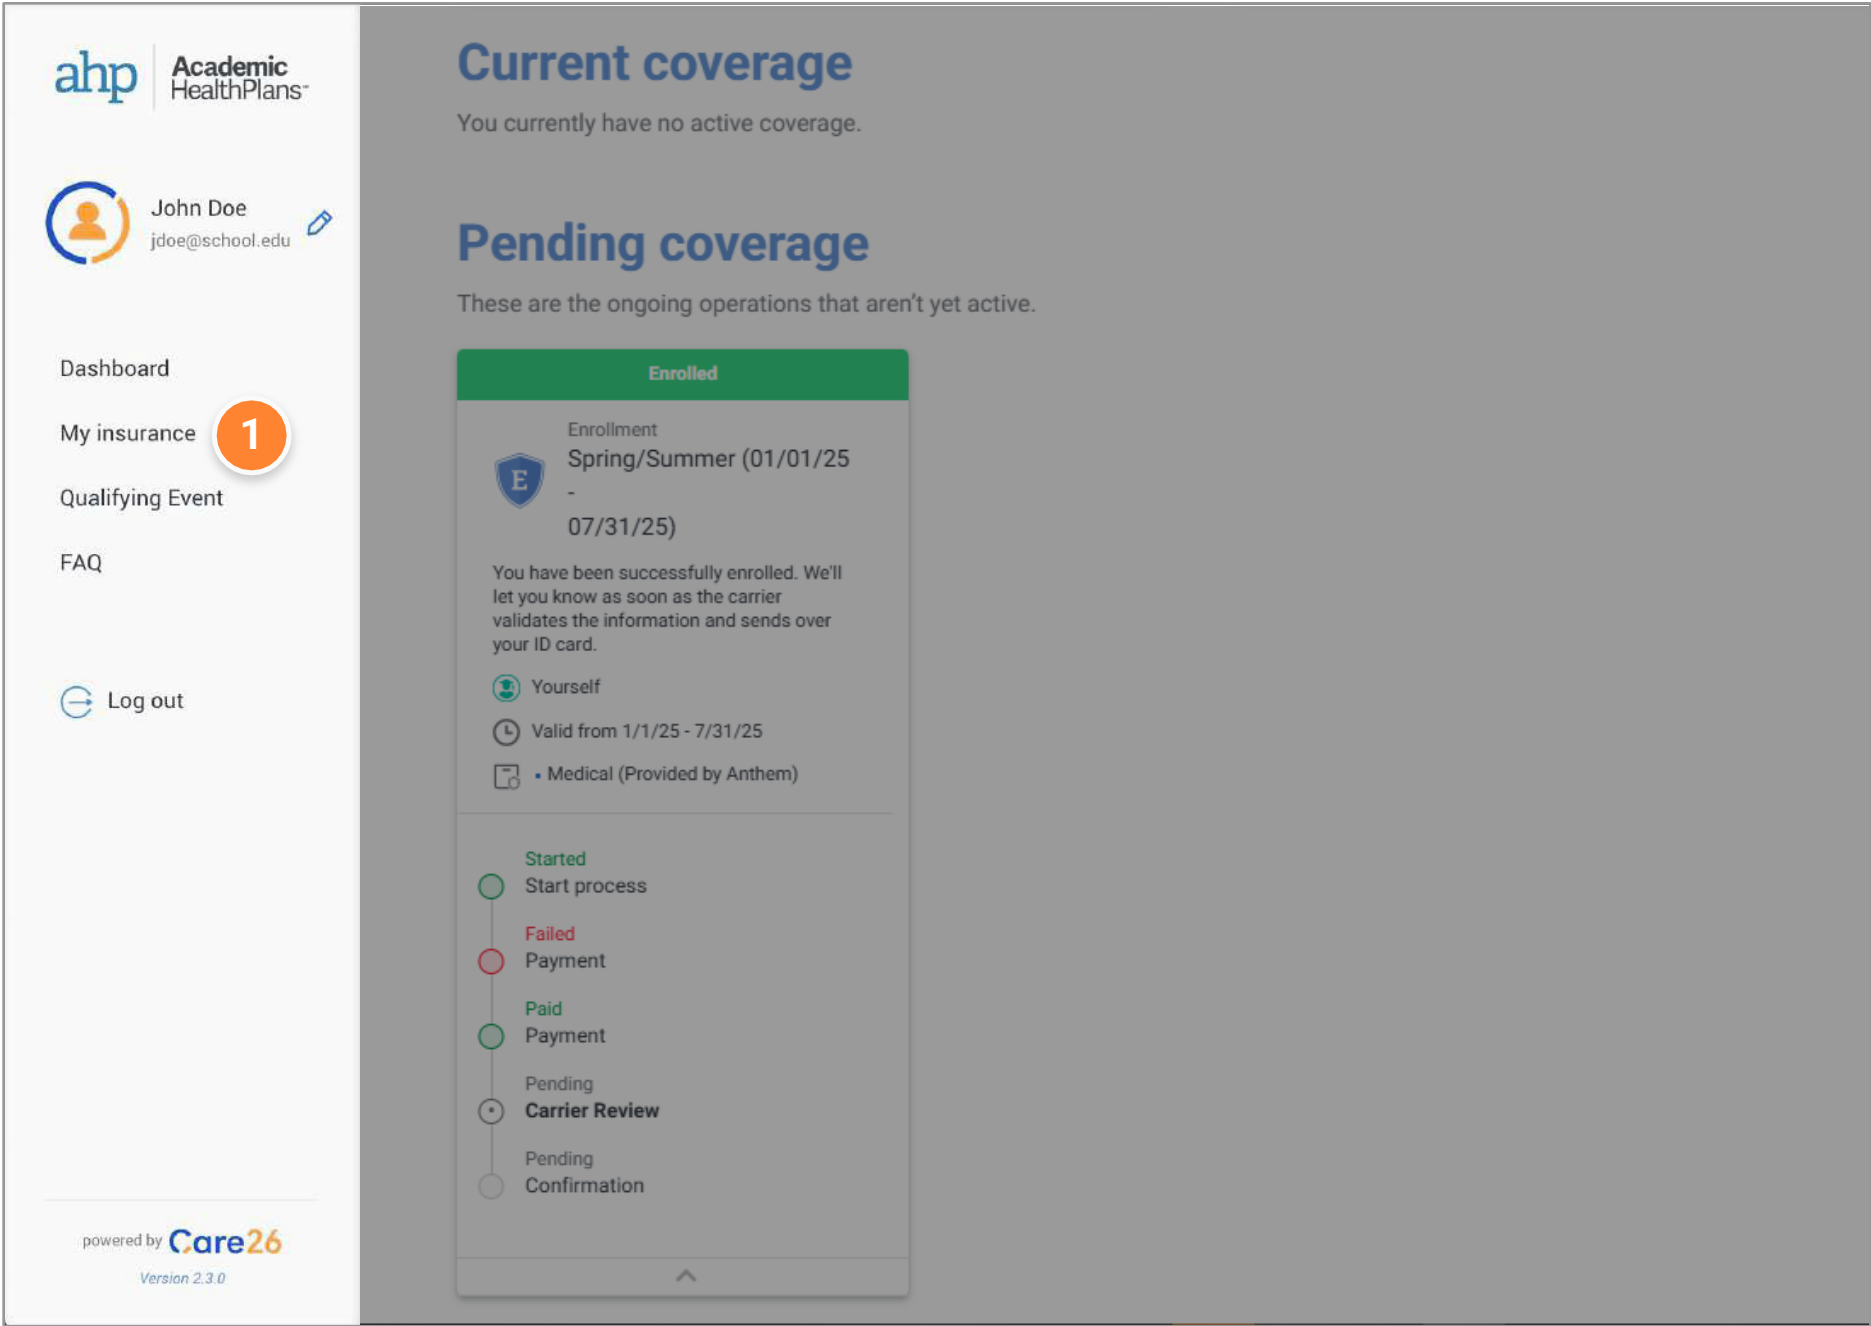 ahp Academic
HealthPlans
John Doe
jdoe@school.edu
Dashboard
My insurance 1
Qualifying Event
FAQ
Log out
powered by Care26
Version 2.3.0
Current coverage
You currently have no active coverage.
Pending coverage
These are the ongoing operations that aren't yet active.
Enrolled
Enrollment
E
Spring/Summer (01/01/25
-
07/31/25)
You have been successfully enrolled. We'll
let you know as soon as the carrier
validates the information and sends over
your ID card.
Yourself
Valid from 1/1/25 - 7/31/25
• Medical (Provided by Anthem)
Started
Start process
Failed
Payment
Paid
Payment
Pending
Carrier Review
Pending
Confirmation